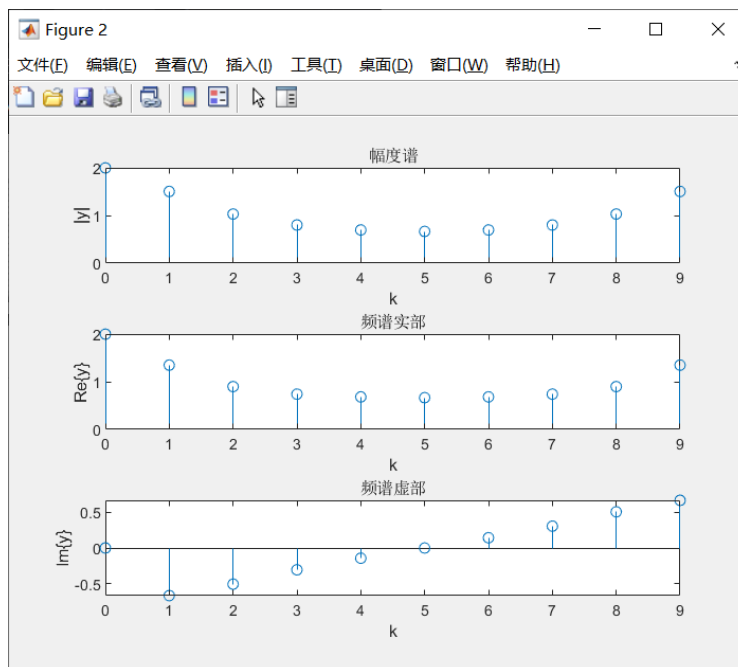 Figure 2
文件(F) 编辑(E) 查看(V) 插入(I) 工具(T) 桌面(D) 窗口(W) 帮助(H)
幅度谱
2
1
0
|y|
0 1 2 3 4 5 6 7 8 9
k
频谱实部
2
1
0
Re{y}
0 1 2 3 4 5 6 7 8 9
k
频谱虚部
0.5
0
-0.5
Im{y}
0 1 2 3 4 5 6 7 8 9
k